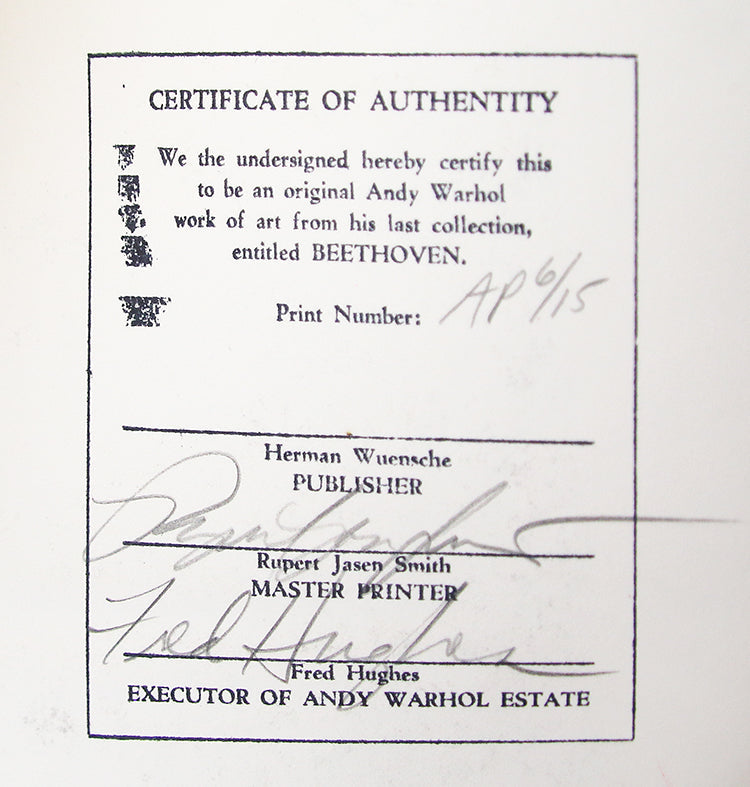 CERTIFICATE OF AUTHENTITY
We the undersigned hereby certify this
to be an original Andy Warhol
work of art from his last collection,
entitled BEETHOVEN.
Print Number: AP 6/15
Herman Wuensche
PUBLISHER
Rupert Jasen Smith
MASTER PRINTER
Fred Hughes
Fred Hughes
EXECUTOR OF ANDY WARHOL ESTATE